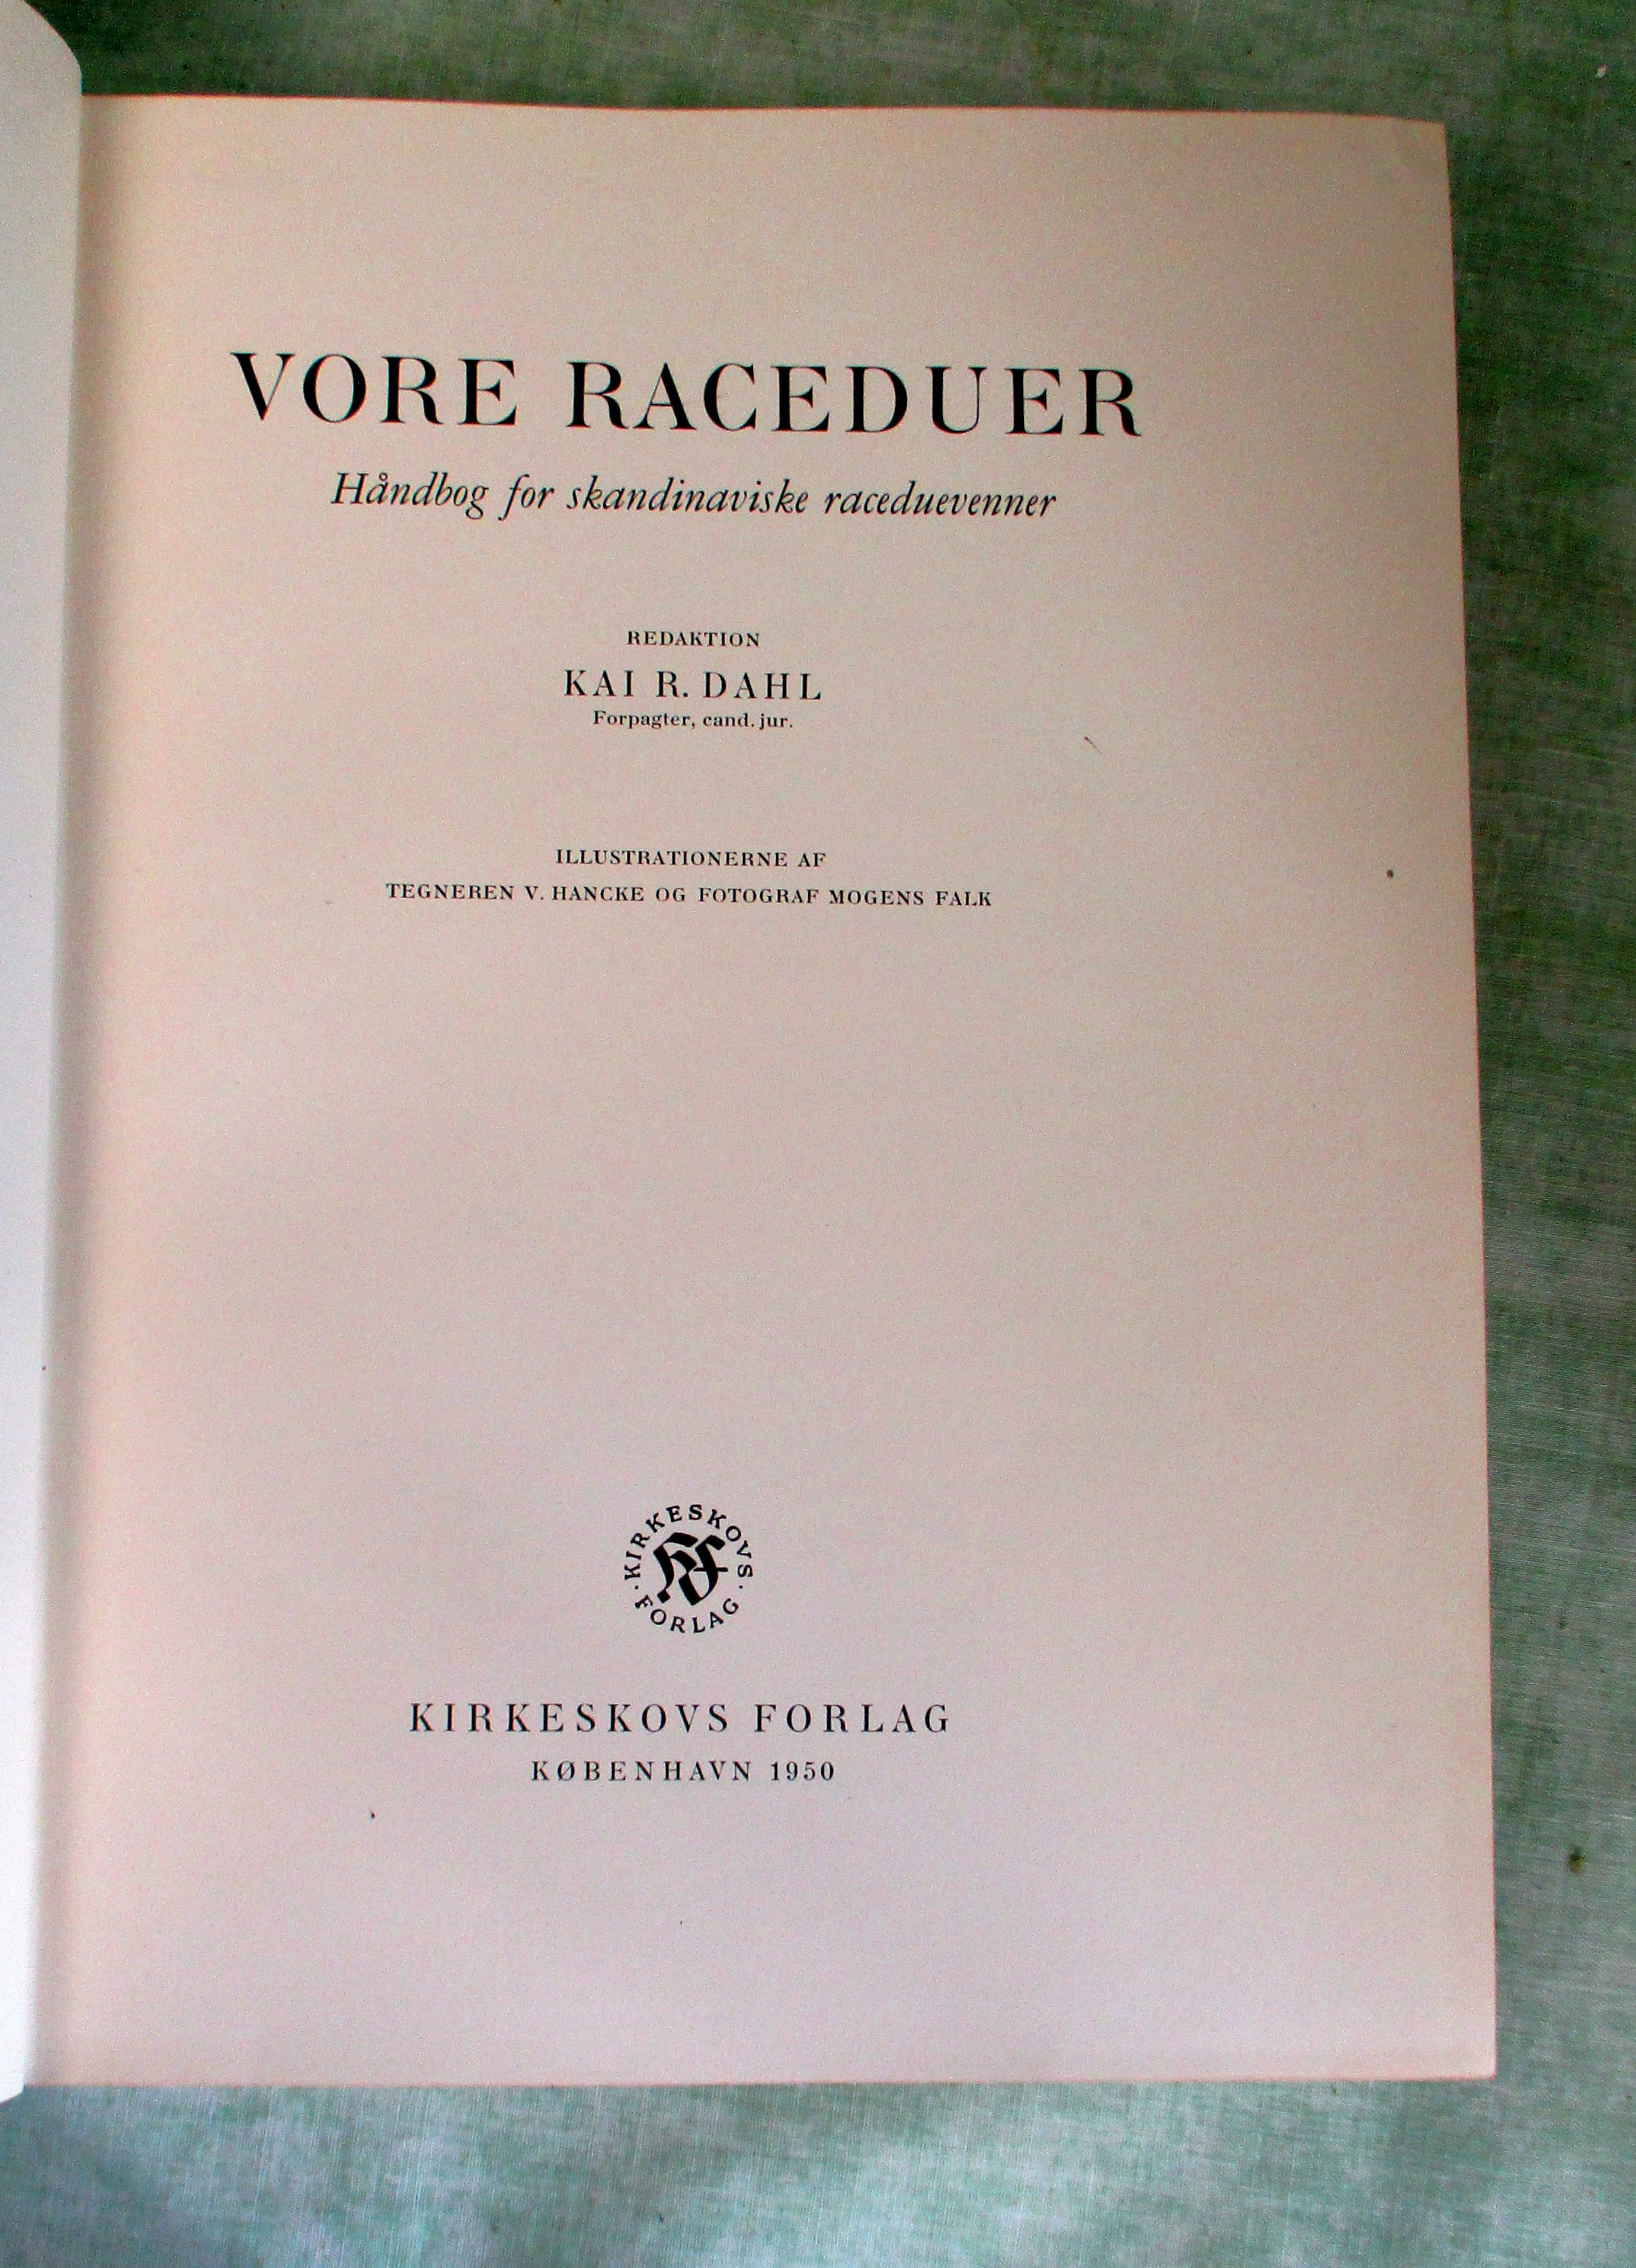 VORE RACEDUER
Håndbog for skandinaviske raceduevenner
REDAKTION
KAI R. DAHL
Forpagter, cand. jur.
ILLUSTRATIONERNE AF
TEGNEREN V. HANCKE OG FOTOGRAF MOGENS FALK
· KIRKESKOVS ·
FORLAG
KF
KIRKESKOVS FORLAG
KØBENHAVN 1950